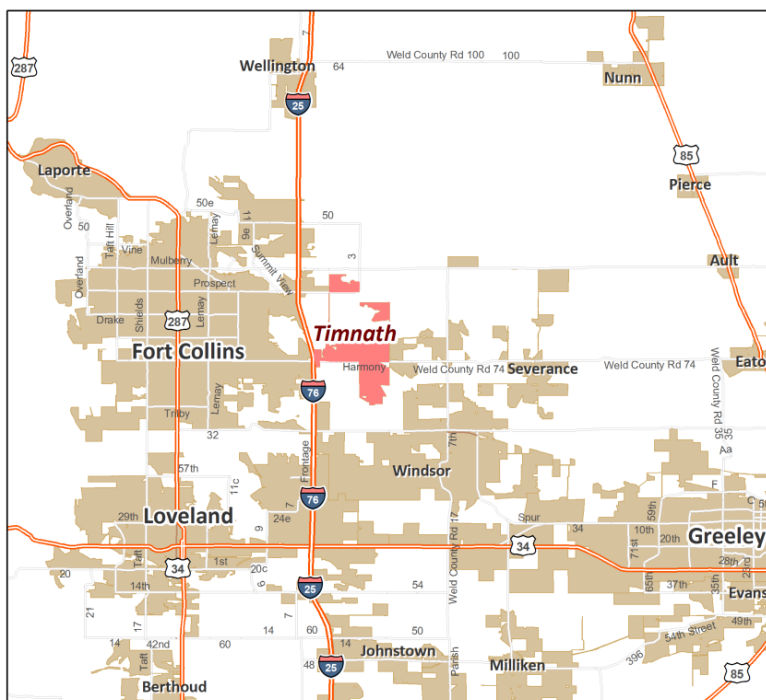 7
Weld County Rd 100
100
Wellington
64
287
25
Nunn
85
Laporte
Pierce
Overland
50e
Lemay
11
9e
50
50
Taft Hill
Vine
Summit View
3
Ault
Mulberry
Overland
Prospect
Drake
Shields
287
Lemay
Timnath
Fort Collins
Harmony
Weld County Rd 74
Severance
Weld County Rd 74
Eato
76
Lemay
Trilby
32
7th
Weld County Rd 35
35
Aa
57th
11c
Frontage
Windsor
F
76
7
C
29th
Loveland
9
24e
Weld County Rd 17
Spur
34
59th
10th
20th
Greeley
34
71st
28th
23rd
Taft
1st
34
20c
20
14th
9
25
54
65th
37th
35th
Evans
21
17
7
49th
54th Street
14
42nd
60
14
60
14
50
Taft
48
25
Johnstown
Parish
Milliken
396
85
Berthoud